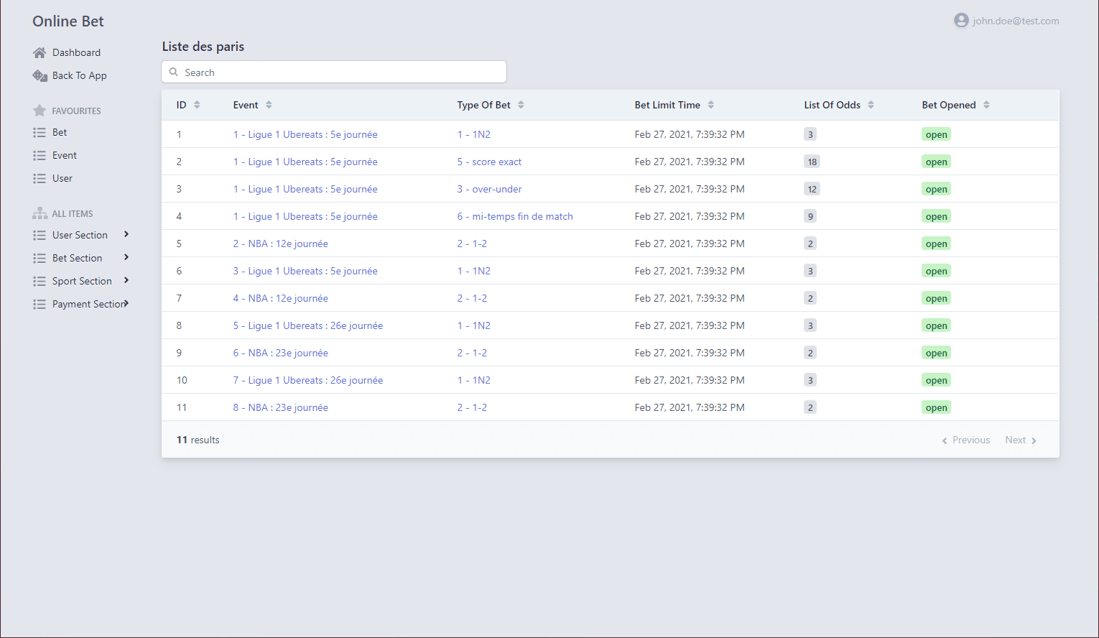 Online Bet
john.doe@test.com
Dashboard
Back To App
FAVOURITES
Bet
Event
User
ALL ITEMS
User Section
Bet Section
Sport Section
Payment Section
Liste des paris
Search
ID Event Type Of Bet Bet Limit Time List Of Odds Bet Opened
1 1 - Ligue 1 Ubereats : 5e journée 1 - 1N2 Feb 27, 2021, 7:39:32 PM 3 open
2 1 - Ligue 1 Ubereats : 5e journée 5 - score exact Feb 27, 2021, 7:39:32 PM 18 open
3 1 - Ligue 1 Ubereats : 5e journée 3 - over-under Feb 27, 2021, 7:39:32 PM 12 open
4 1 - Ligue 1 Ubereats : 5e journée 6 - mi-temps fin de match Feb 27, 2021, 7:39:32 PM 9 open
5 2 - NBA : 12e journée 2 - 1-2 Feb 27, 2021, 7:39:32 PM 2 open
6 3 - Ligue 1 Ubereats : 5e journée 1 - 1N2 Feb 27, 2021, 7:39:32 PM 3 open
7 4 - NBA : 12e journée 2 - 1-2 Feb 27, 2021, 7:39:32 PM 2 open
8 5 - Ligue 1 Ubereats : 26e journée 1 - 1N2 Feb 27, 2021, 7:39:32 PM 3 open
9 6 - NBA : 23e journée 2 - 1-2 Feb 27, 2021, 7:39:32 PM 2 open
10 7 - Ligue 1 Ubereats : 26e journée 1 - 1N2 Feb 27, 2021, 7:39:32 PM 3 open
11 8 - NBA : 23e journée 2 - 1-2 Feb 27, 2021, 7:39:32 PM 2 open
11 results Previous Next